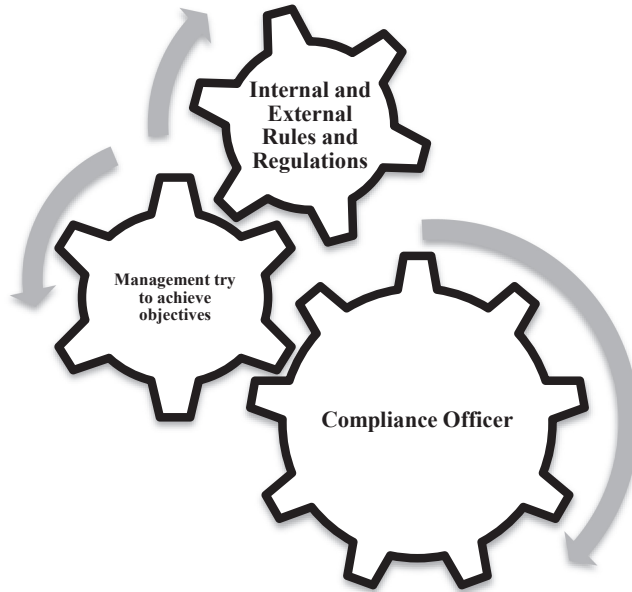 Internal and
External
Rules and
Regulations
Management try
to achieve
objectives
Compliance Officer